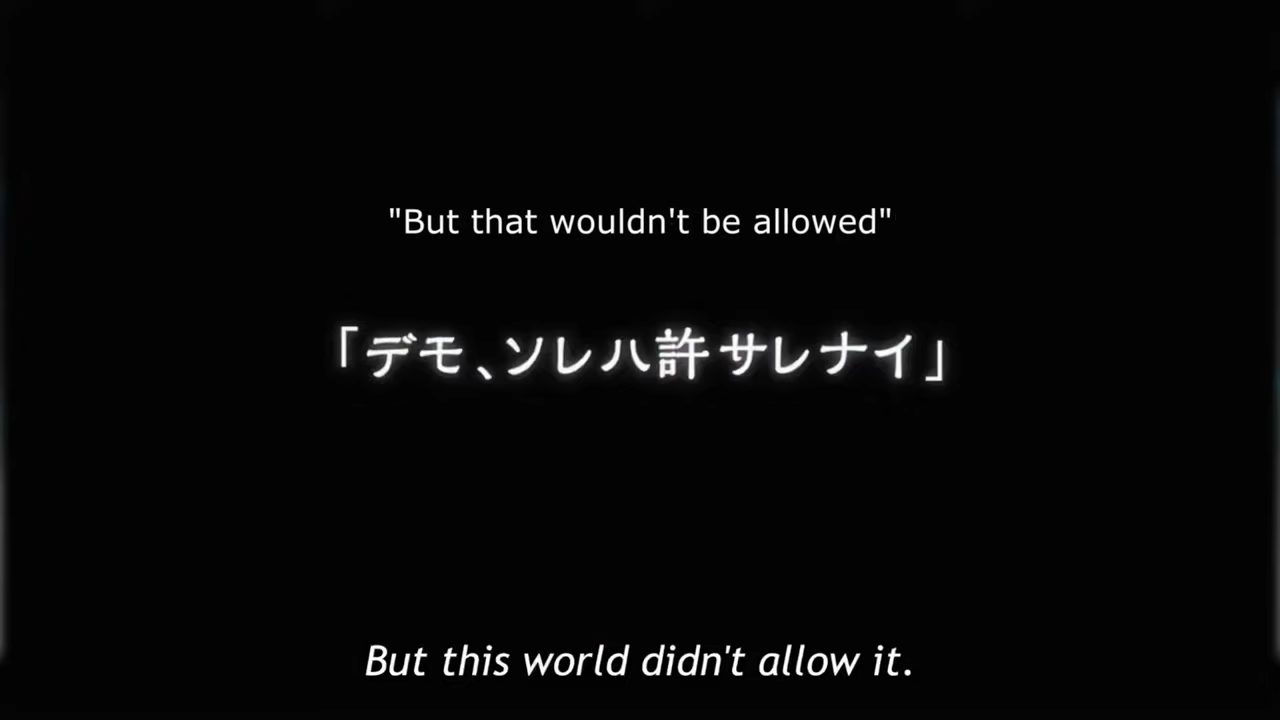 "But that wouldn't be allowed"
「デモ、ソレハ許サレナイ」
But this world didn't allow it.